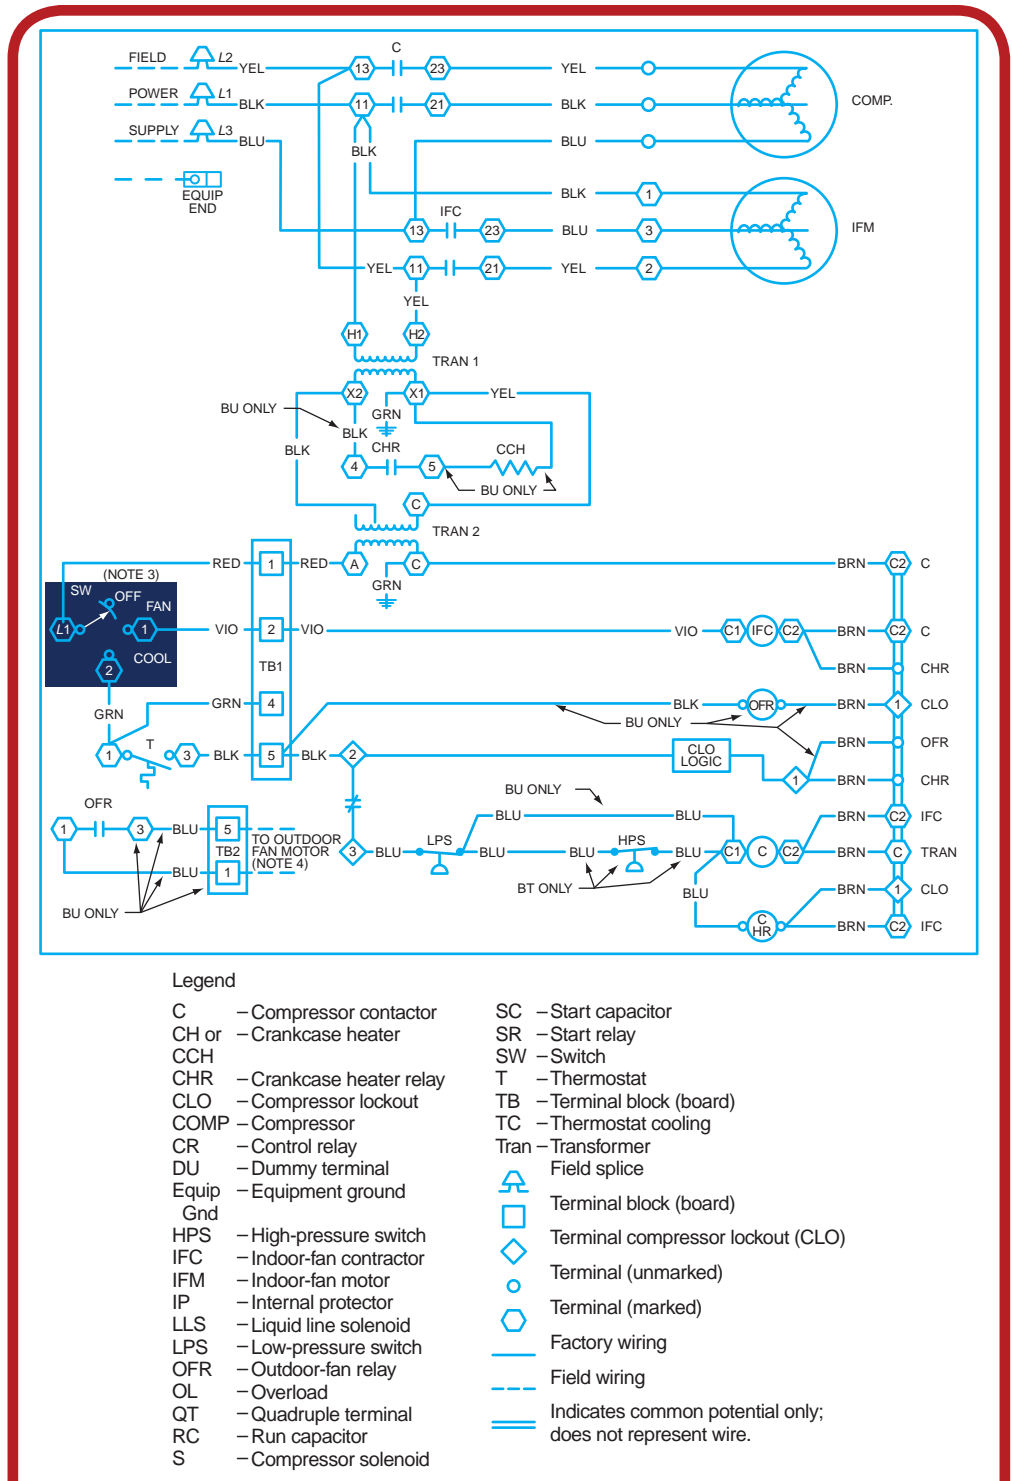 C
FIELD L2 YEL 13 23 YEL
POWER L1 BLK 11 21 BLK COMP.
SUPPLY L3 BLU BLU
BLK
EQUIP
END
BLK 1
IFC
13 23 BLU 3 IFM
YEL 11 21 YEL 2
YEL
H1 H2
TRAN 1
X2 X1 YEL
BU ONLY
GRN
BLK
BLK CHR CCH
4 5
BU ONLY
C
TRAN 2
RED 1 RED A C BRN C2 C
(NOTE 3)
GRN
SW OFF
FAN
L1 1 VIO 2 VIO VIO C1 IFC C2 BRN C2 C
COOL
2 TB1 BRN CHR
GRN 4 BLK OFR BRN 1 CLO
GRN
BU ONLY
T BRN OFR
1 3 BLK 5 BLK 2 CLO
LOGIC
1 BRN CHR
BU ONLY
OFR
BLU BLU BRN C2 IFC
1 3 BLU 5
TO OUTDOOR
FAN MOTOR
(NOTE 4)
TB2
3 BLU LPS BLU BLU HPS BLU C1 C C2 BRN C TRAN
BLU 1
BT ONLY BLU BRN 1 CLO
BU ONLY
C
HR
BRN C2 IFC
Legend
C – Compressor contactor
CH or – Crankcase heater
CCH
CHR – Crankcase heater relay
CLO – Compressor lockout
COMP – Compressor
CR – Control relay
DU – Dummy terminal
Equip – Equipment ground
Gnd
HPS – High-pressure switch
IFC – Indoor-fan contractor
IFM – Indoor-fan motor
IP – Internal protector
LLS – Liquid line solenoid
LPS – Low-pressure switch
OFR – Outdoor-fan relay
OL – Overload
QT – Quadruple terminal
RC – Run capacitor
S – Compressor solenoid
SC – Start capacitor
SR – Start relay
SW – Switch
T – Thermostat
TB – Terminal block (board)
TC – Thermostat cooling
Tran – Transformer
Field splice
Terminal block (board)
Terminal compressor lockout (CLO)
Terminal (unmarked)
Terminal (marked)
Factory wiring
Field wiring
Indicates common potential only;
does not represent wire.